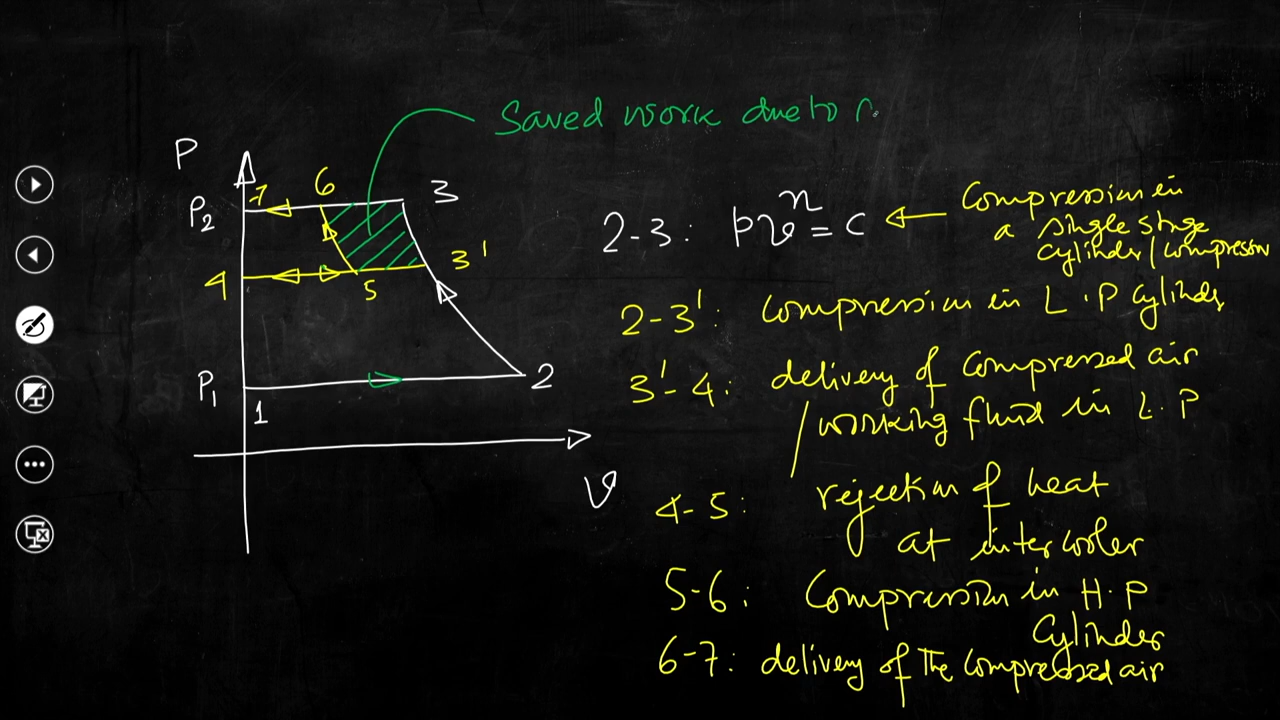 Saved work due to
P
P₂
7
6
3
4
5
3'
P₁
1
2
V
2-3: pvⁿ = c ← Compression in
a single stage
cylinder/compressor
2-3': compression in L.P cylinder
3'-4: delivery of compressed air
/working fluid in L.P
4-5: rejection of heat
at intercooler
5-6: Compression in H.P
cylinder
6-7: delivery of the compressed air